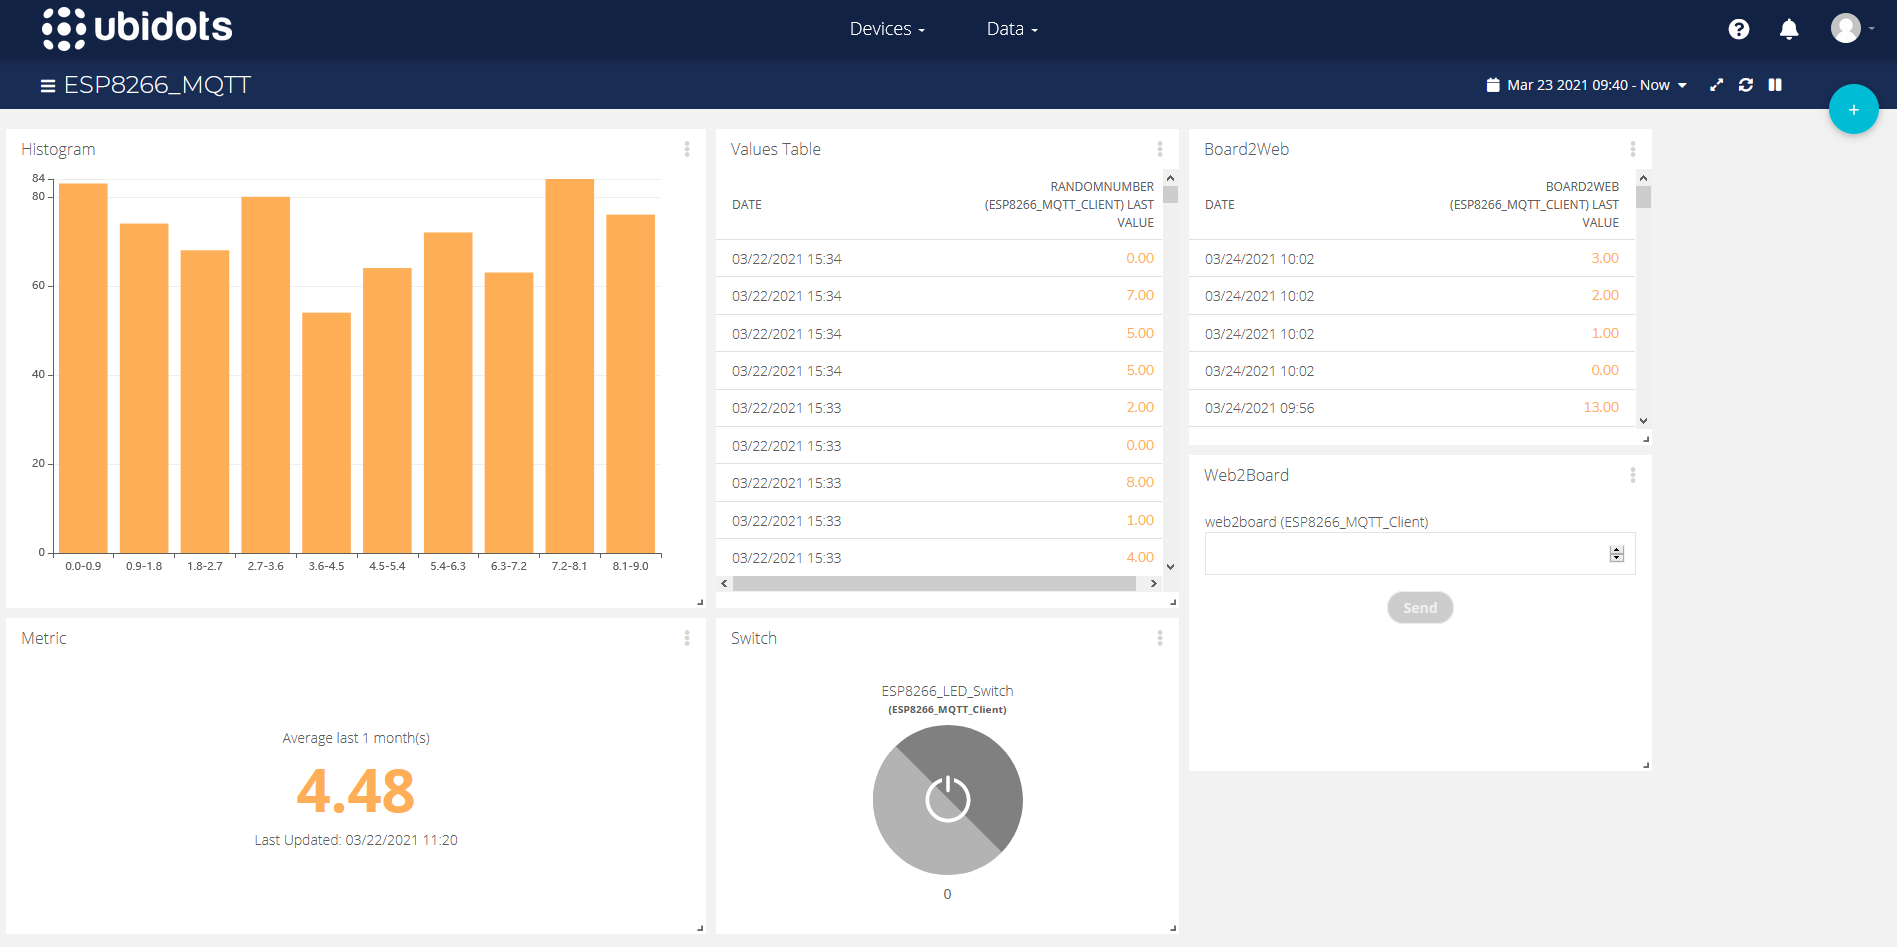 ubidots
Devices
Data
ESP8266_MQTT
Mar 23 2021 09:40 - Now
+
Histogram
84
80
60
40
20
0
0.0-0.9 0.9-1.8 1.8-2.7 2.7-3.6 3.6-4.5 4.5-5.4 5.4-6.3 6.3-7.2 7.2-8.1 8.1-9.0
Values Table
DATE
RANDOMNUMBER
(ESP8266_MQTT_CLIENT) LAST
VALUE
03/22/2021 15:34 0.00
03/22/2021 15:34 7.00
03/22/2021 15:34 5.00
03/22/2021 15:34 5.00
03/22/2021 15:33 2.00
03/22/2021 15:33 0.00
03/22/2021 15:33 8.00
03/22/2021 15:33 1.00
03/22/2021 15:33 4.00
Board2Web
DATE
BOARD2WEB
(ESP8266_MQTT_CLIENT) LAST
VALUE
03/24/2021 10:02 3.00
03/24/2021 10:02 2.00
03/24/2021 10:02 1.00
03/24/2021 10:02 0.00
03/24/2021 09:56 13.00
Web2Board
web2board (ESP8266_MQTT_Client)
Send
Metric
Average last 1 month(s)
4.48
Last Updated: 03/22/2021 11:20
Switch
ESP8266_LED_Switch
(ESP8266_MQTT_Client)
0